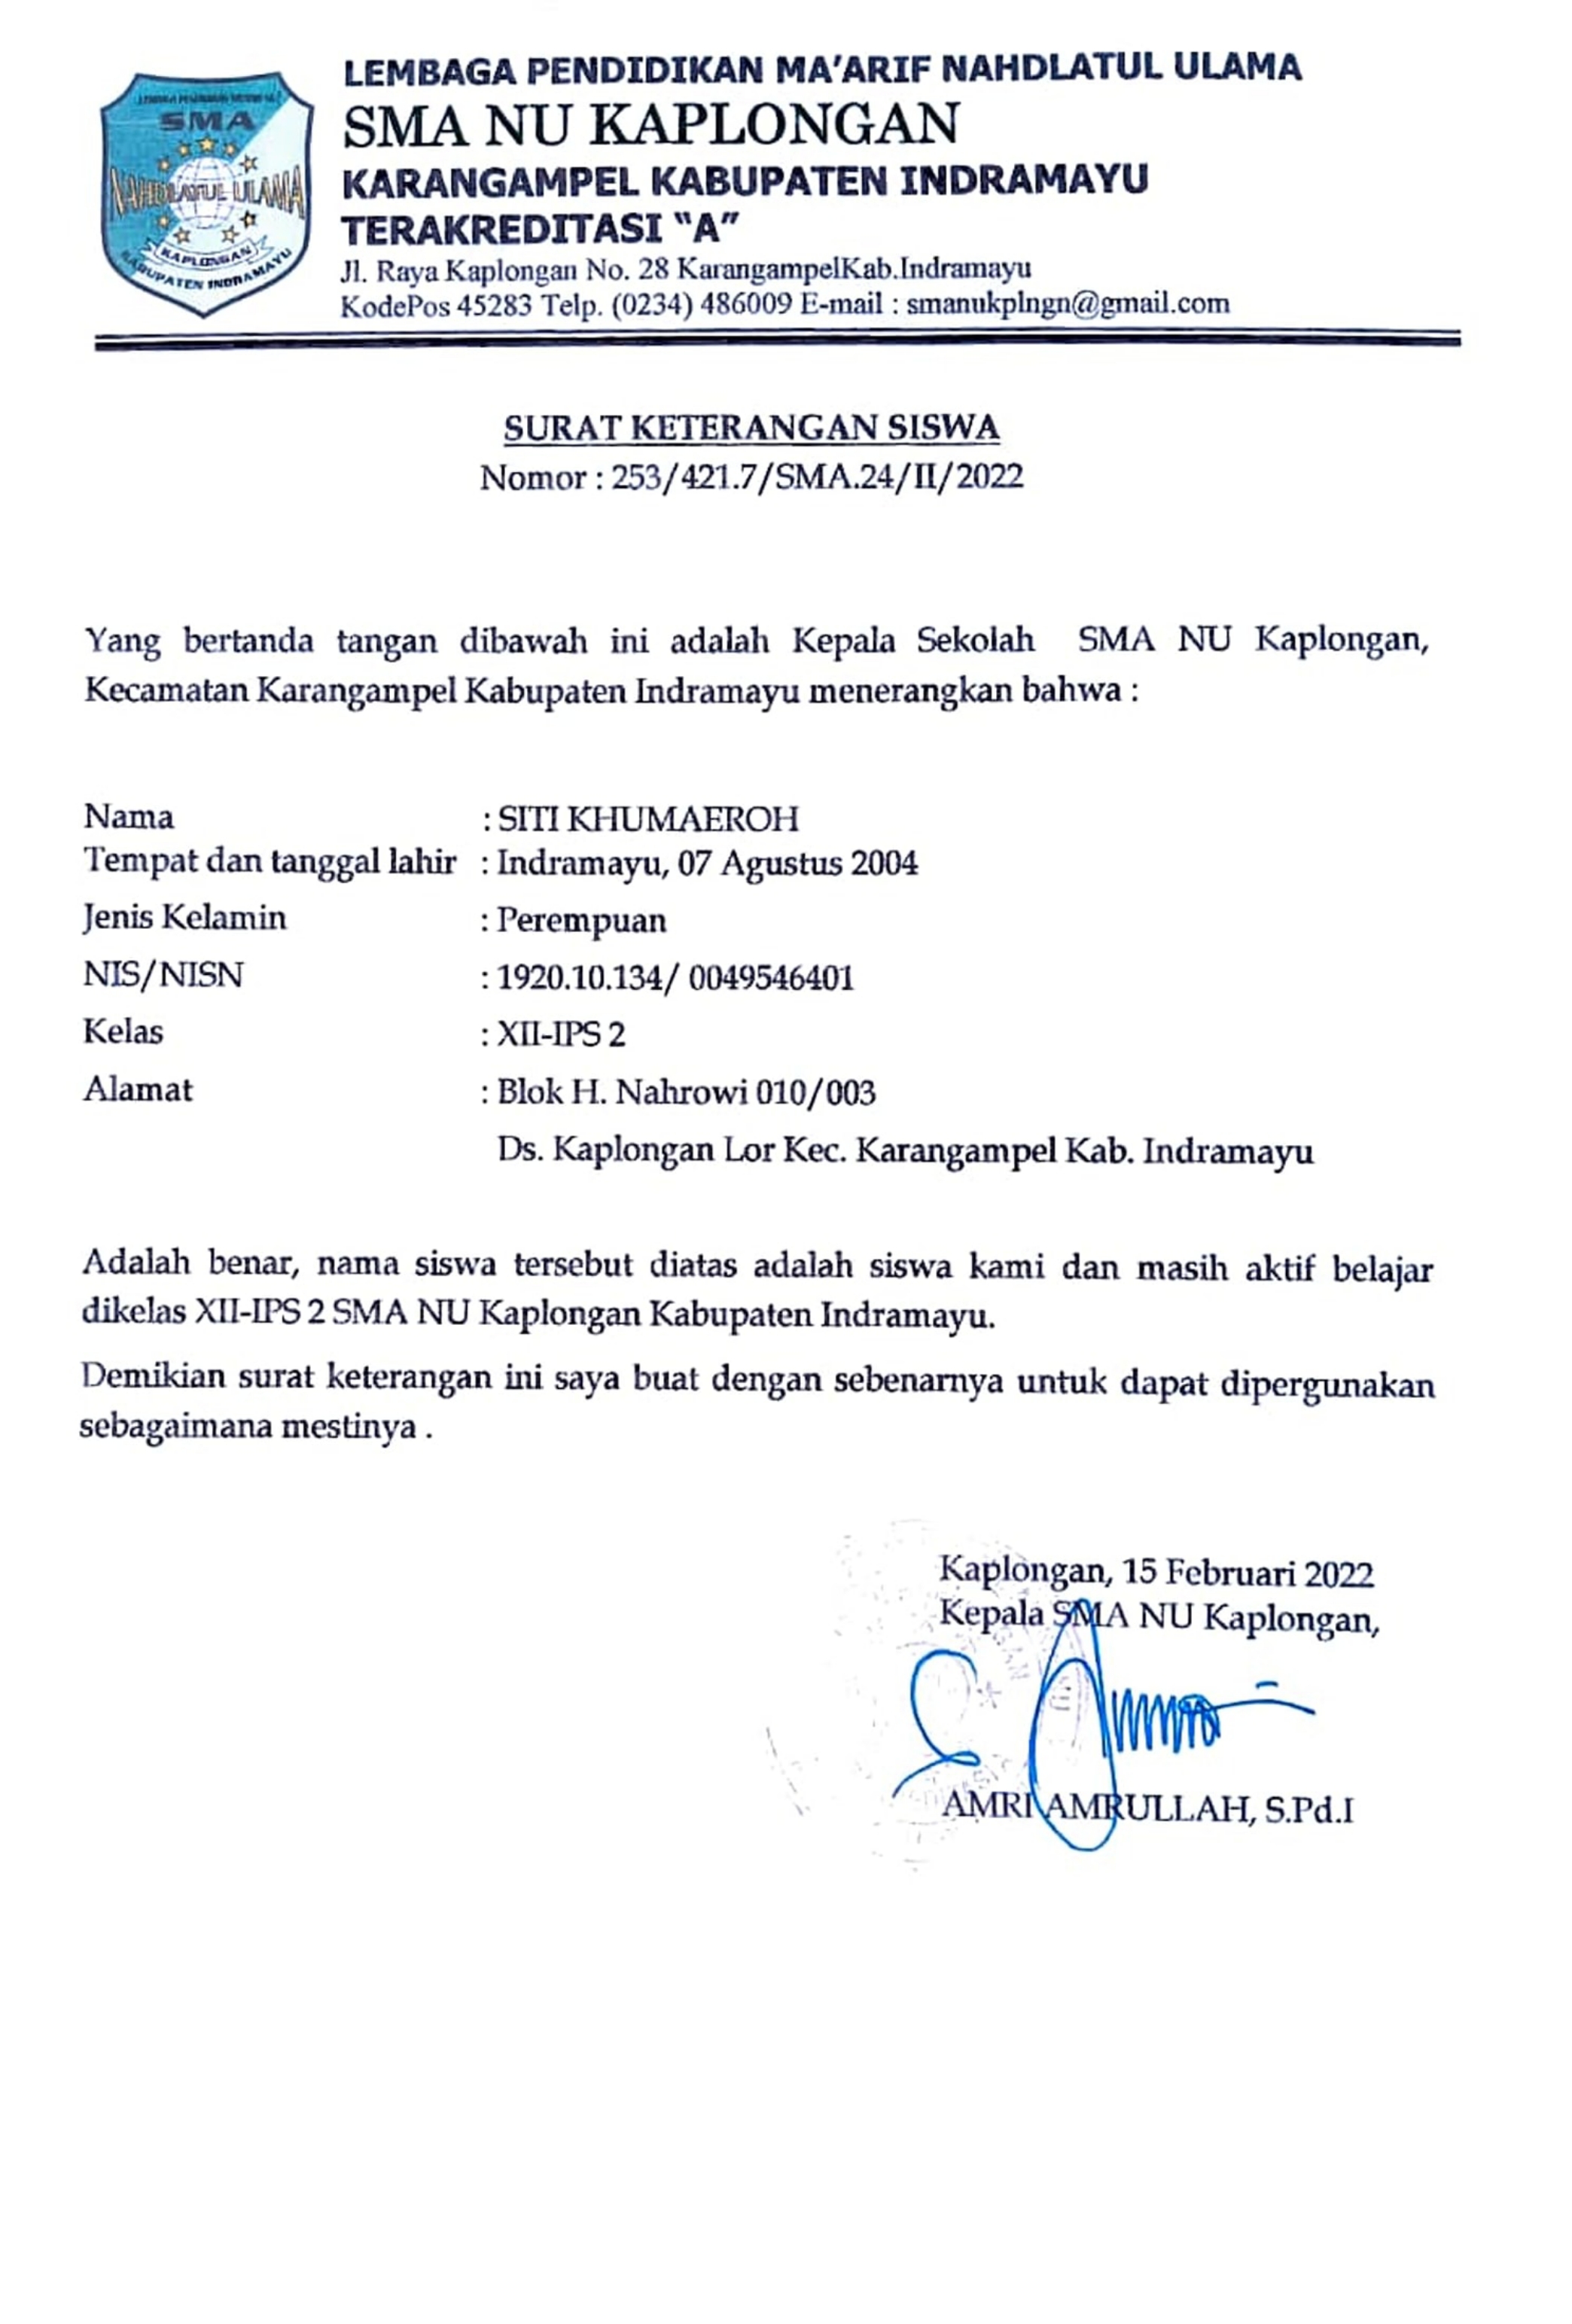 LEMBAGA PENDIDIKAN MA'ARIF NAHDLATUL ULAMA
SMA NU KAPLONGAN
KARANGAMPEL KABUPATEN INDRAMAYU
TERAKREDITASI “A”
Jl. Raya Kaplongan No. 28 KarangampelKab.Indramayu
KodePos 45283 Telp. (0234) 486009 E-mail : smanukplngn@gmail.com
SMA
NAHDLATUL ULAMA
KAPLONGAN
KABUPATEN INDRAMAYU
SURAT KETERANGAN SISWA
Nomor : 253/421.7/SMA.24/II/2022
Yang bertanda tangan dibawah ini adalah Kepala Sekolah SMA NU Kaplongan,
Kecamatan Karangampel Kabupaten Indramayu menerangkan bahwa :
Nama : SITI KHUMAEROH
Tempat dan tanggal lahir : Indramayu, 07 Agustus 2004
Jenis Kelamin : Perempuan
NIS/NISN : 1920.10.134/ 0049546401
Kelas : XII-IPS 2
Alamat : Blok H. Nahrowi 010/003
Ds. Kaplongan Lor Kec. Karangampel Kab. Indramayu
Adalah benar, nama siswa tersebut diatas adalah siswa kami dan masih aktif belajar
dikelas XII-IPS 2 SMA NU Kaplongan Kabupaten Indramayu.
Demikian surat keterangan ini saya buat dengan sebenarnya untuk dapat dipergunakan
sebagaimana mestinya .
Kaplongan, 15 Februari 2022
Kepala SMA NU Kaplongan,
AMRI AMRULLAH, S.Pd.I